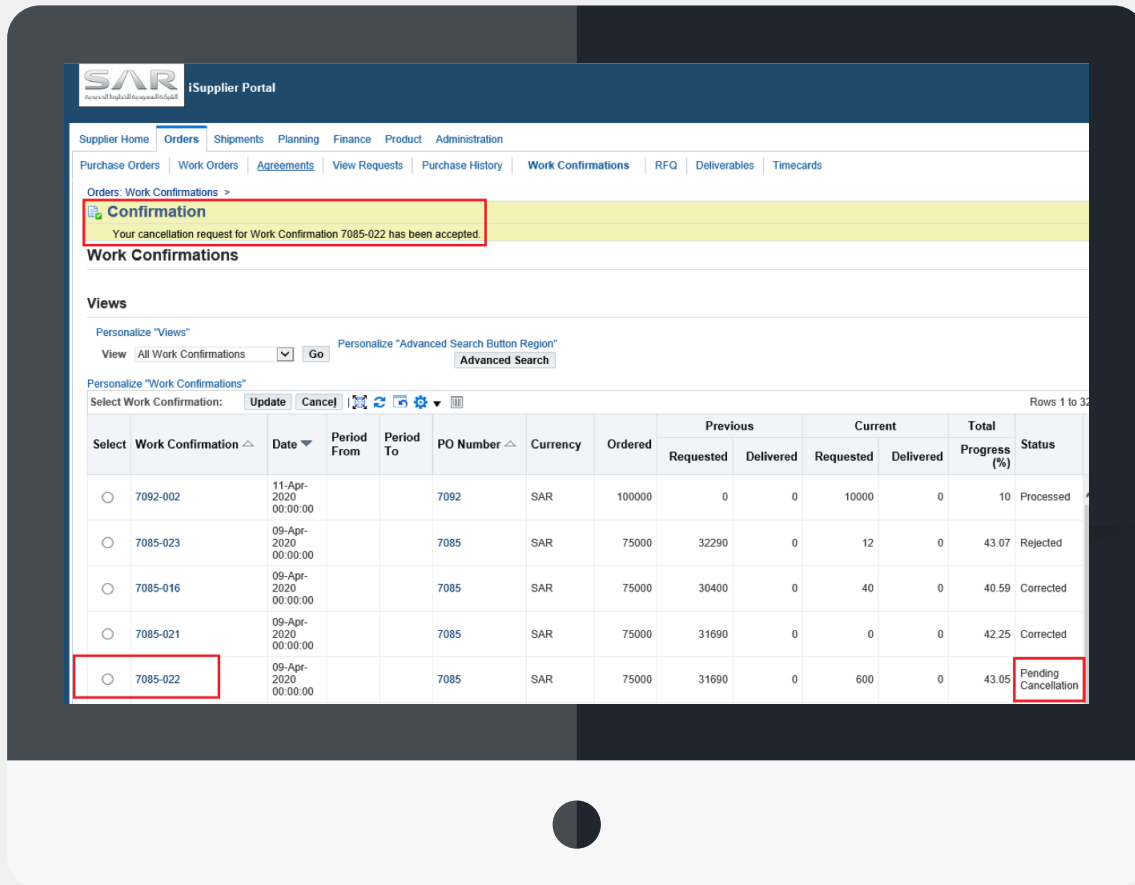 SAR
الشركة السعودية للخطوط الحديدية
iSupplier Portal
Supplier Home Orders Shipments Planning Finance Product Administration
Purchase Orders Work Orders Agreements View Requests Purchase History Work Confirmations RFQ Deliverables Timecards
Orders: Work Confirmations >
Confirmation
Your cancellation request for Work Confirmation 7085-022 has been accepted.
Work Confirmations
Views
Personalize "Views"
View All Work Confirmations Go
Personalize "Advanced Search Button Region"
Advanced Search
Personalize "Work Confirmations"
Select Work Confirmation: Update Cancel Rows 1 to 32
Previous Current Total
Select Work Confirmation Date Period From Period To PO Number Currency Ordered Requested Delivered Requested Delivered Progress (%) Status
7092-002 11-Apr-2020 00:00:00 7092 SAR 100000 0 0 10000 0 10 Processed
7085-023 09-Apr-2020 00:00:00 7085 SAR 75000 32290 0 12 0 43.07 Rejected
7085-016 09-Apr-2020 00:00:00 7085 SAR 75000 30400 0 40 0 40.59 Corrected
7085-021 09-Apr-2020 00:00:00 7085 SAR 75000 31690 0 0 0 42.25 Corrected
7085-022 09-Apr-2020 00:00:00 7085 SAR 75000 31690 0 600 0 43.05 Pending Cancellation